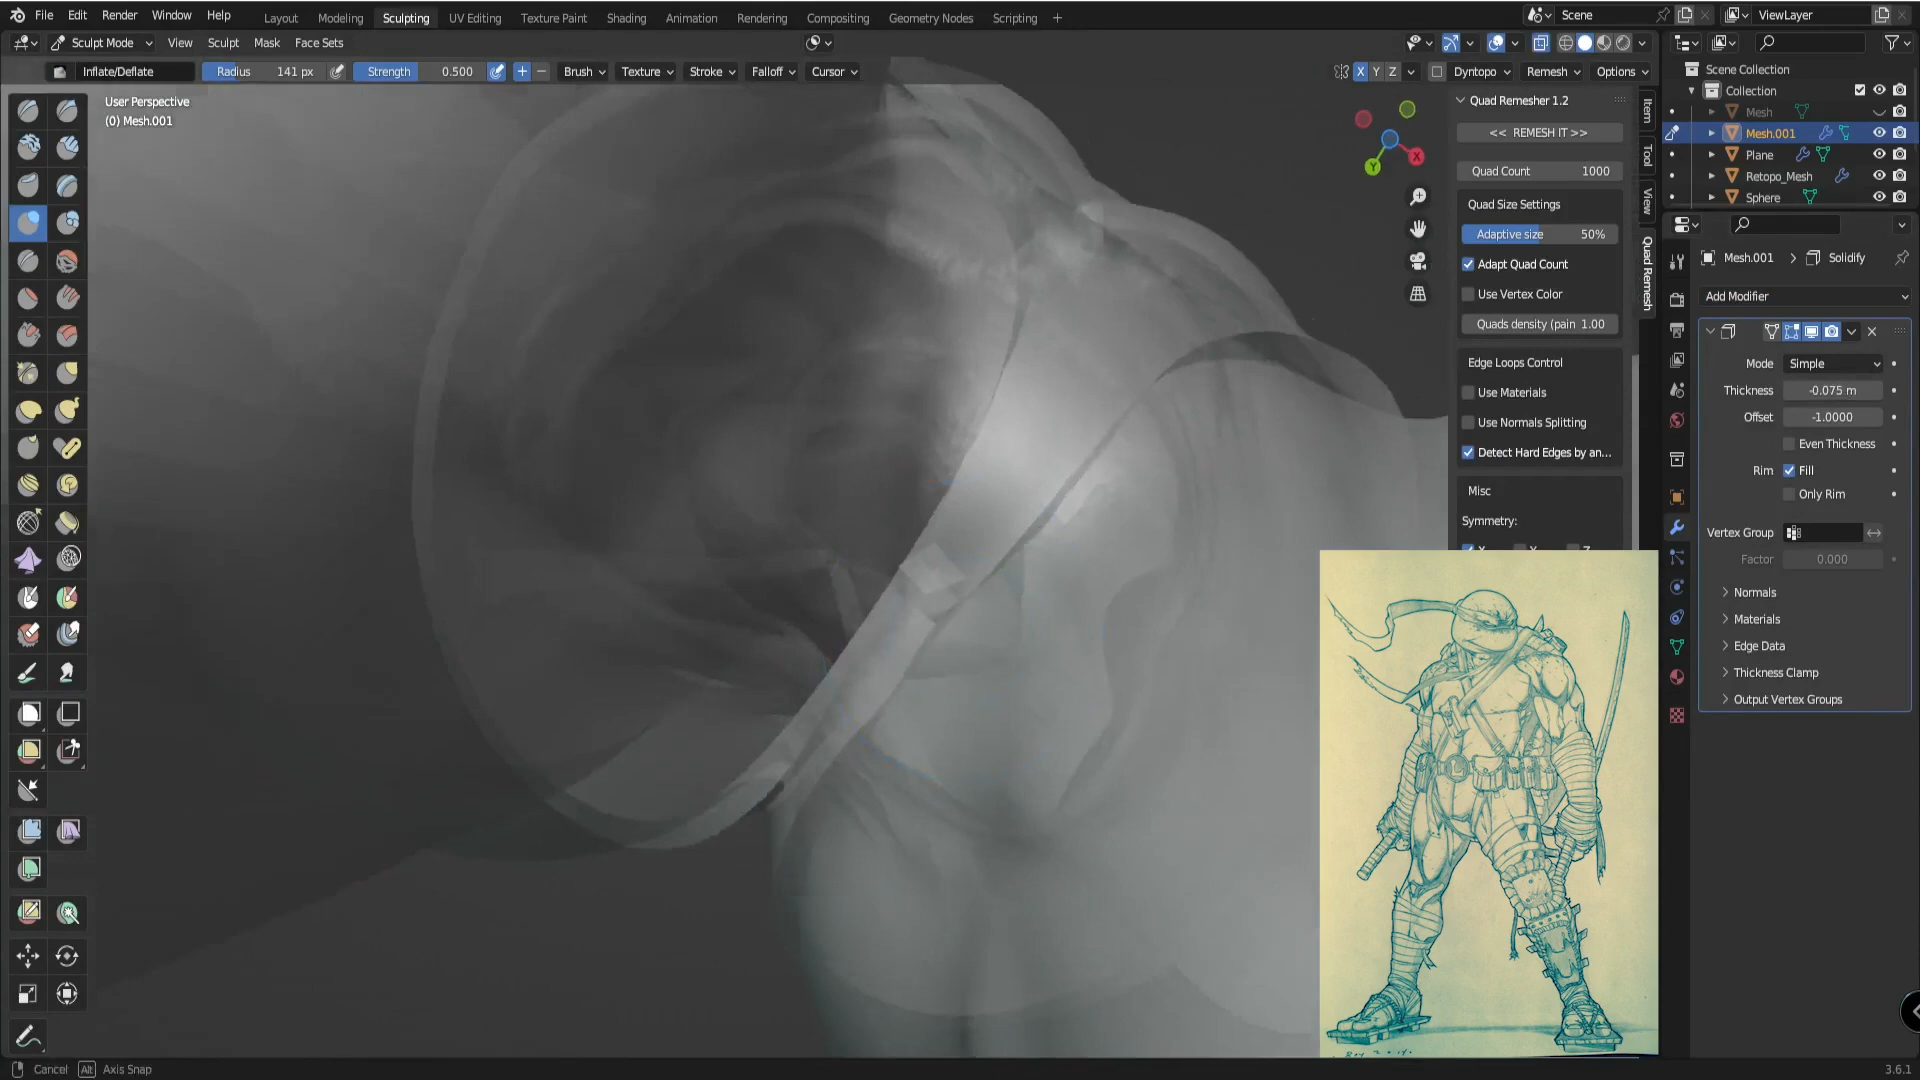 File Edit Render Window Help Layout Modeling Sculpting UV Editing Texture Paint Shading Animation Rendering Compositing Geometry Nodes Scripting + Scene ViewLayer
Sculpt Mode View Sculpt Mask Face Sets
Inflate/Deflate Radius 141 px Strength 0.500 Brush Texture Stroke Falloff Cursor X Y Z Dyntopo Remesh Options
User Perspective
(0) Mesh.001
X
Y
Quad Remesher 1.2
<< REMESH IT >>
Quad Count 1000
Quad Size Settings
Adaptive size 50%
Adapt Quad Count
Use Vertex Color
Quads density (pain 1.00
Edge Loops Control
Use Materials
Use Normals Splitting
Detect Hard Edges by an...
Misc
Symmetry:
Item
Tool
View
Quad Remesh
Scene Collection
Collection
Mesh
Mesh.001
Plane
Retopo_Mesh
Sphere
Mesh.001 > Solidify
Add Modifier
Mode Simple
Thickness -0.075 m
Offset -1.0000
Even Thickness
Rim Fill
Only Rim
Vertex Group
Factor 0.000
Normals
Materials
Edge Data
Thickness Clamp
Output Vertex Groups
Cancel Alt Axis Snap
3.6.1